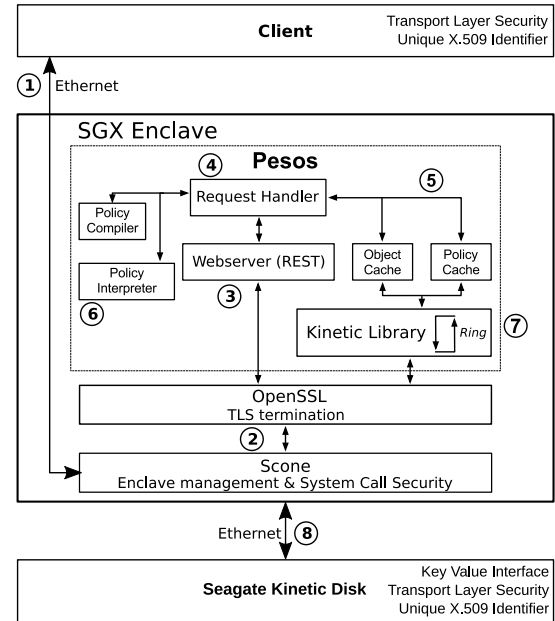 Client
Transport Layer Security
Unique X.509 Identifier
1
Ethernet
SGX Enclave
Pesos
4
Request Handler
5
Policy
Compiler
Webserver (REST)
Object
Cache
Policy
Cache
Policy
Interpreter
3
6
Kinetic Library
Ring
7
OpenSSL
TLS termination
2
Scone
Enclave management & System Call Security
Ethernet
8
Seagate Kinetic Disk
Key Value Interface
Transport Layer Security
Unique X.509 Identifier